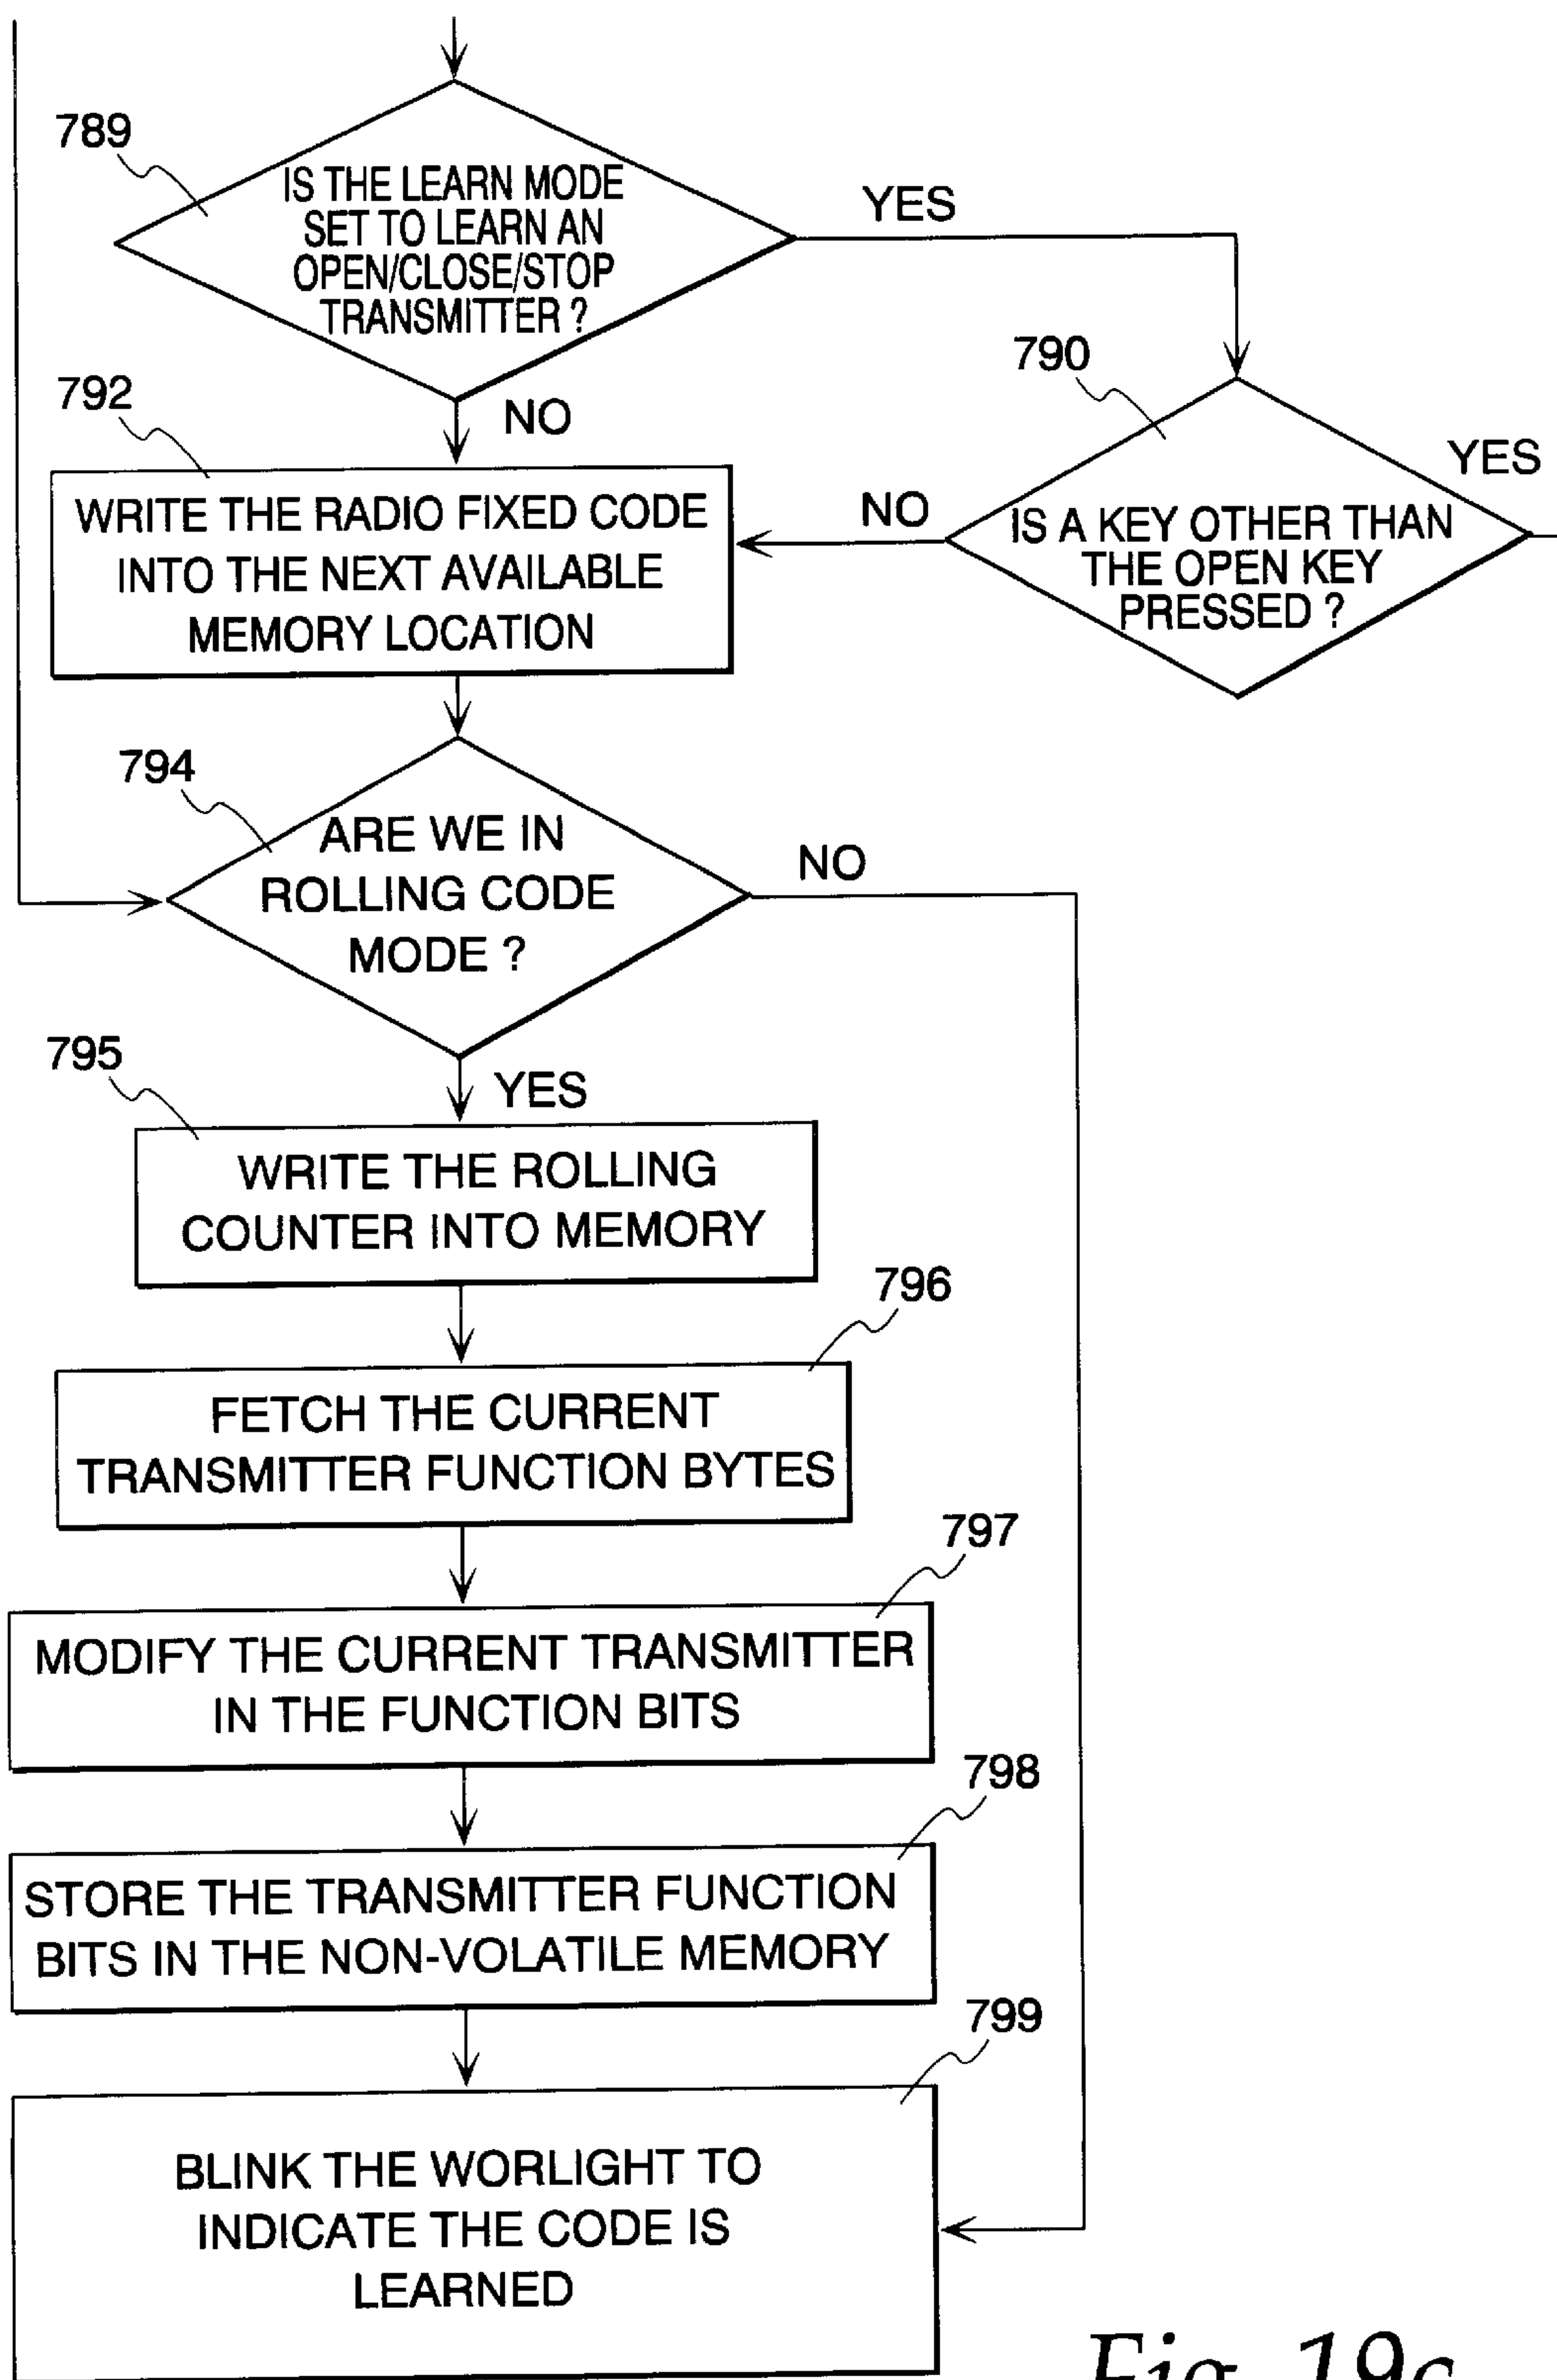 789
IS THE LEARN MODE
SET TO LEARN AN
OPEN/CLOSE/STOP
TRANSMITTER ?
YES
NO
790
IS A KEY OTHER THAN
THE OPEN KEY
PRESSED ?
YES
NO
792
WRITE THE RADIO FIXED CODE
INTO THE NEXT AVAILABLE
MEMORY LOCATION
794
ARE WE IN
ROLLING CODE
MODE ?
NO
YES
795
WRITE THE ROLLING
COUNTER INTO MEMORY
796
FETCH THE CURRENT
TRANSMITTER FUNCTION BYTES
797
MODIFY THE CURRENT TRANSMITTER
IN THE FUNCTION BITS
798
STORE THE TRANSMITTER FUNCTION
BITS IN THE NON-VOLATILE MEMORY
799
BLINK THE WORLIGHT TO
INDICATE THE CODE IS
LEARNED
Fig. 19c